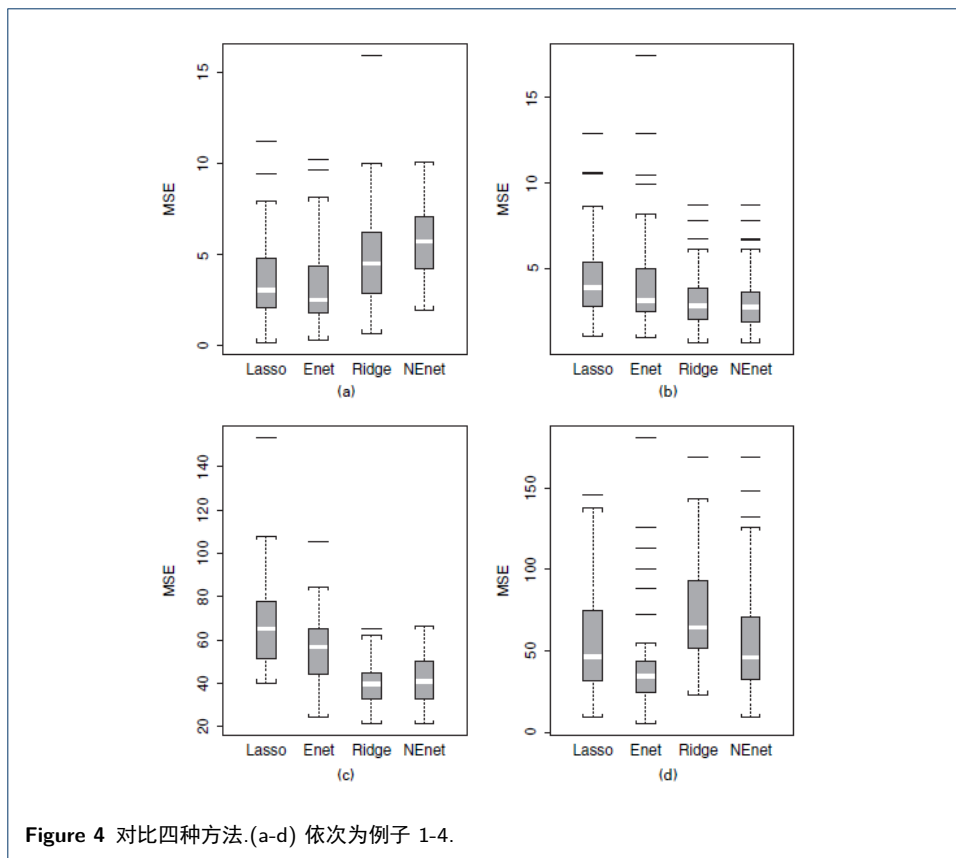 15
10
5
0
MSE
Lasso Enet Ridge NEnet
(a)
15
10
5
MSE
Lasso Enet Ridge NEnet
(b)
140
120
100
80
60
40
20
MSE
Lasso Enet Ridge NEnet
(c)
150
100
50
0
MSE
Lasso Enet Ridge NEnet
(d)
Figure 4 对比四种方法.(a-d) 依次为例子 1-4.